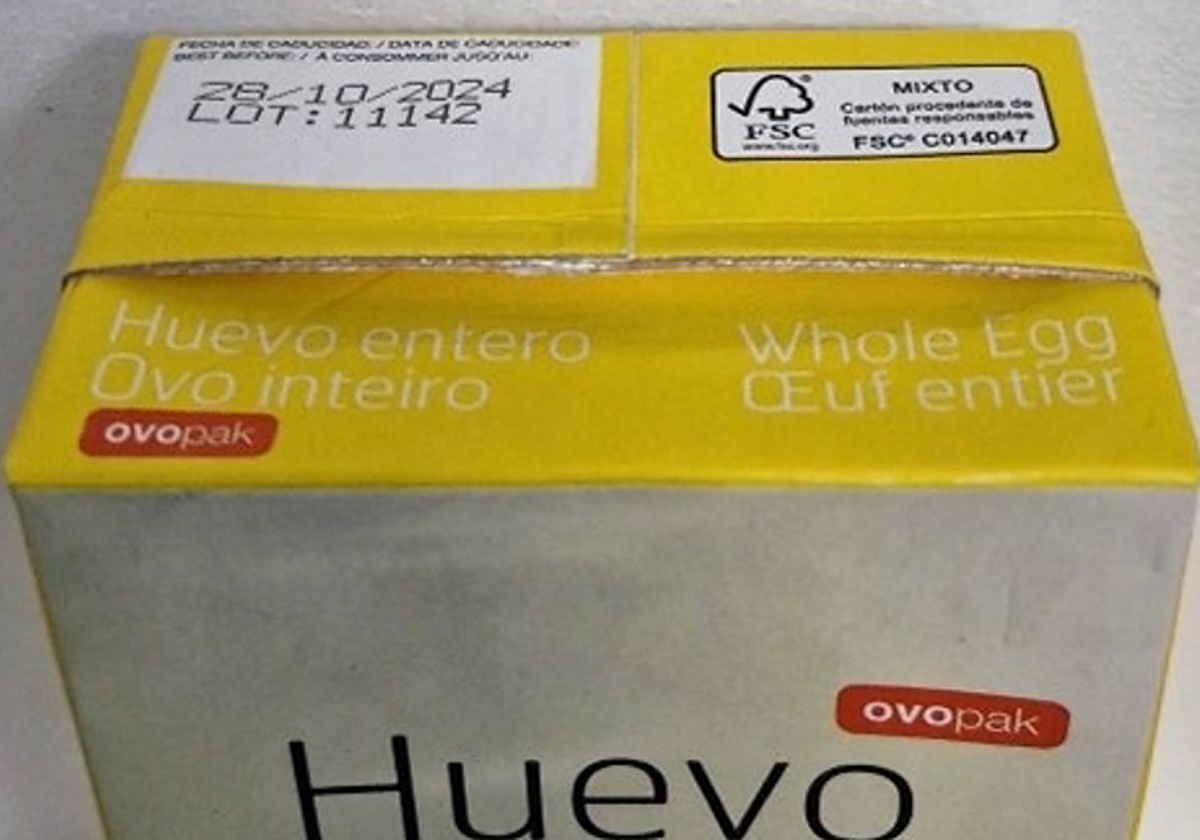 FECHA DE CADUCIDAD: / DATA DE CADUCIDADE:
BEST BEFORE: / À CONSOMMER JUSQU'AU:
28/10/2024
LOT:11142
FSC®
www.fsc.org
MIXTO
Cartón procedente de
fuentes responsables
FSC® C014047
Huevo entero
Ovo inteiro
ovopak
Whole Egg
Œuf entier
ovopak
Huevo